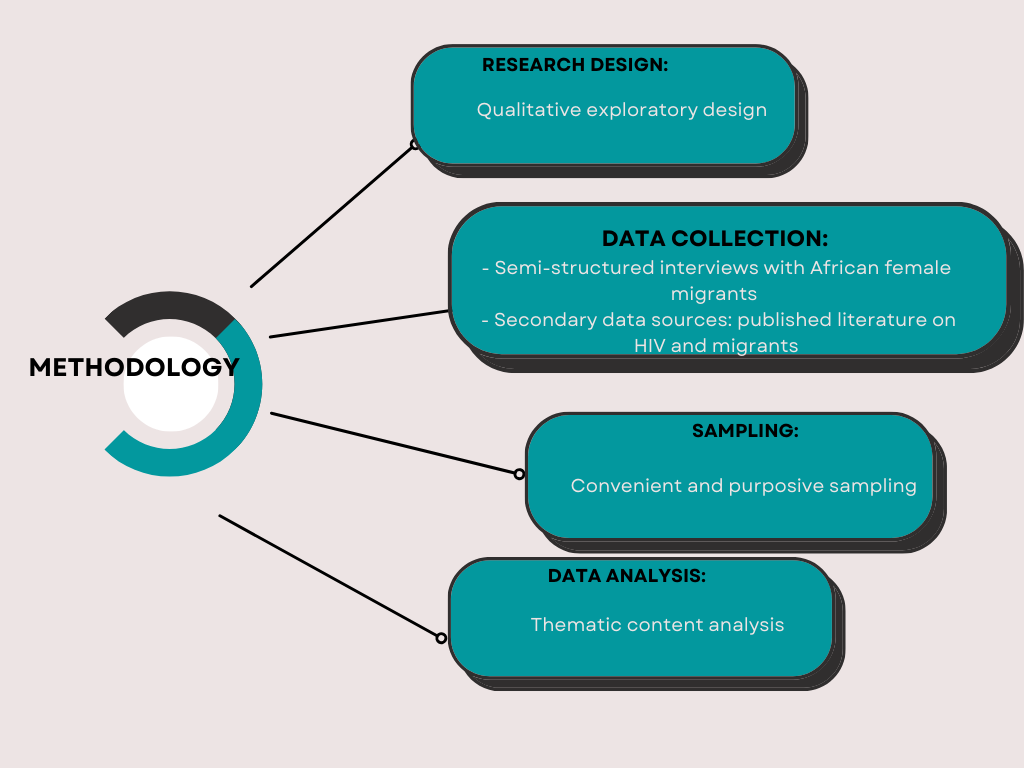 RESEARCH DESIGN:
Qualitative exploratory design
DATA COLLECTION:
- Semi-structured interviews with African female
migrants
- Secondary data sources: published literature on
HIV and migrants
METHODOLOGY
SAMPLING:
Convenient and purposive sampling
DATA ANALYSIS:
Thematic content analysis